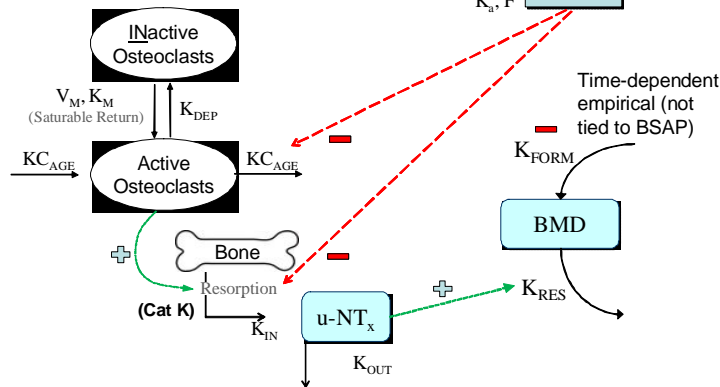 Ka, F
INactive
Osteoclasts
VM, KM
(Saturable Return)
KDEP
Time-dependent
empirical (not
tied to BSAP)
KCAGE
Active
Osteoclasts
KCAGE
KFORM
BMD
Bone
Resorption
(Cat K)
KIN
u-NTx
KRES
KOUT